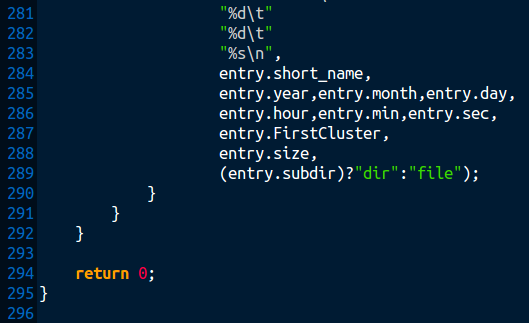 281 "%d\t"
282 "%d\t"
283 "%s\n",
284 entry.short_name,
285 entry.year,entry.month,entry.day,
286 entry.hour,entry.min,entry.sec,
287 entry.FirstCluster,
288 entry.size,
289 (entry.subdir)?"dir":"file");
290 }
291 }
292 }
293
294 return 0;
295 }
296